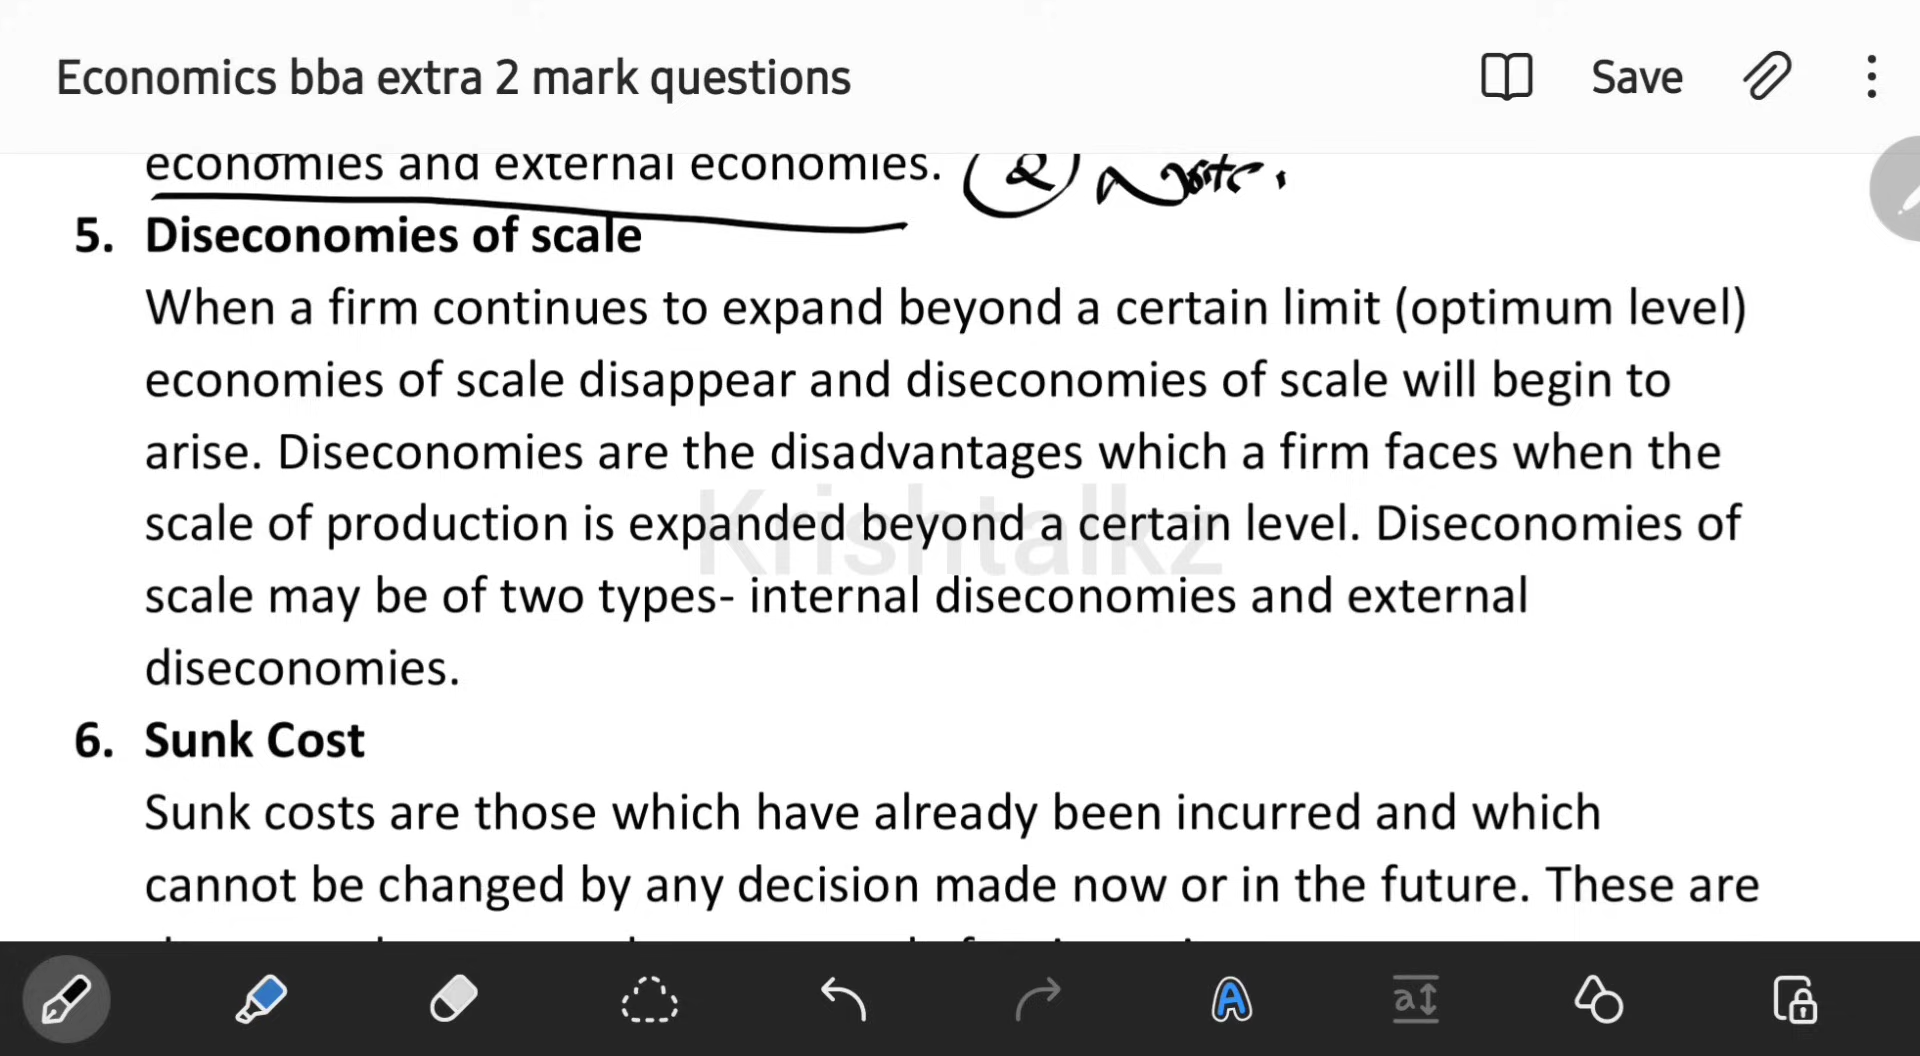 Economics bba extra 2 mark questions
Save
economies and external economies. 2 Note.
5. Diseconomies of scale
When a firm continues to expand beyond a certain limit (optimum level)
economies of scale disappear and diseconomies of scale will begin to
arise. Diseconomies are the disadvantages which a firm faces when the
scale of production is expanded beyond a certain level. Diseconomies of
scale may be of two types- internal diseconomies and external
diseconomies.
Krishtalkz
6. Sunk Cost
Sunk costs are those which have already been incurred and which
cannot be changed by any decision made now or in the future. These are
A
a